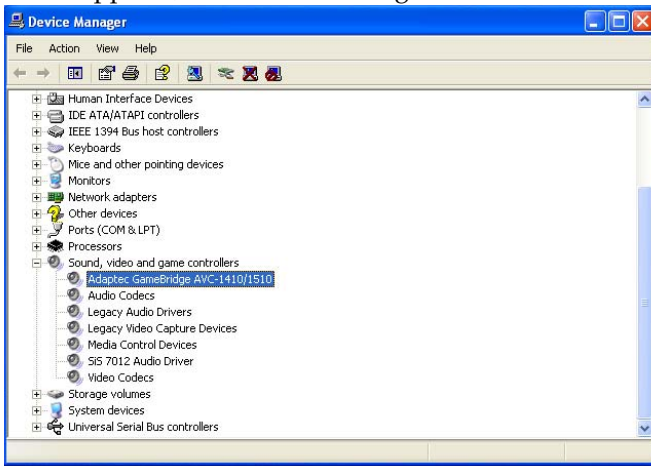 Device Manager
File Action View Help
Human Interface Devices
IDE ATA/ATAPI controllers
IEEE 1394 Bus host controllers
Keyboards
Mice and other pointing devices
Monitors
Network adapters
Other devices
Ports (COM & LPT)
Processors
Sound, video and game controllers
Adaptec GameBridge AVC-1410/1510
Audio Codecs
Legacy Audio Drivers
Legacy Video Capture Devices
Media Control Devices
SiS 7012 Audio Driver
Video Codecs
Storage volumes
System devices
Universal Serial Bus controllers